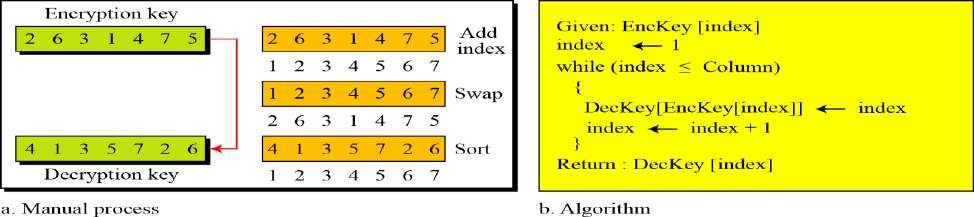 Encryption key
2 6 3 1 4 7 5
4 1 3 5 7 2 6
Decryption key
2 6 3 1 4 7 5
Add
index
1 2 3 4 5 6 7
1 2 3 4 5 6 7
Swap
2 6 3 1 4 7 5
4 1 3 5 7 2 6
Sort
1 2 3 4 5 6 7
a. Manual process
Given: EncKey [index]
index ← 1
while (index ≤ Column)
{
DecKey[EncKey[index]] ← index
index ← index + 1
}
Return : DecKey [index]
b. Algorithm